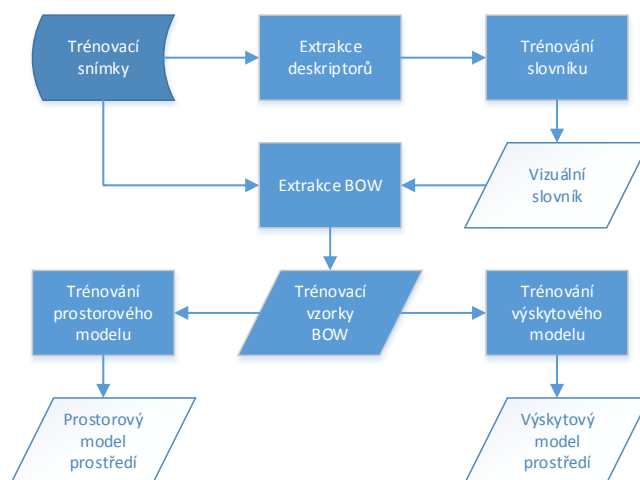 Trénovací
snímky
Extrakce
deskriptorů
Trénování
slovníku
Extrakce BOW
Vizuální
slovník
Trénování
prostorového
modelu
Trénovací
vzorky
BOW
Trénování
výskytového
modelu
Prostorový
model
prostředí
Výskytový
model
prostředí